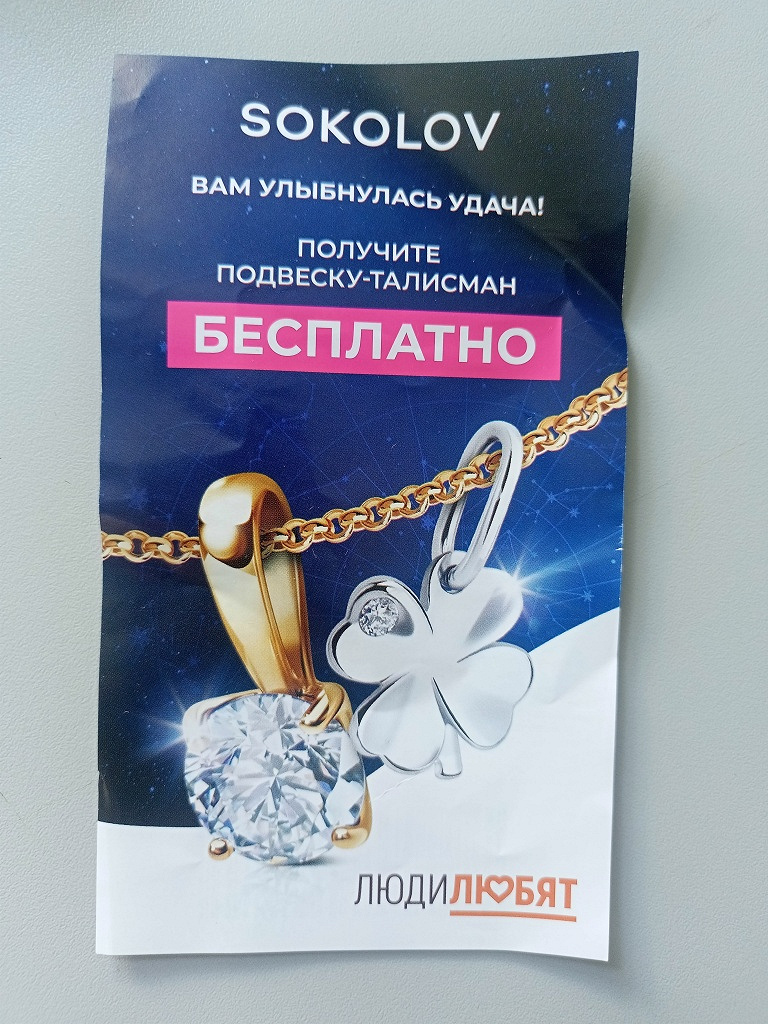 SOKOLOV
ВАМ УЛЫБНУЛАСЬ УДАЧА!
ПОЛУЧИТЕ
ПОДВЕСКУ-ТАЛИСМАН
БЕСПЛАТНО
ЛЮДИЛЮБЯТ